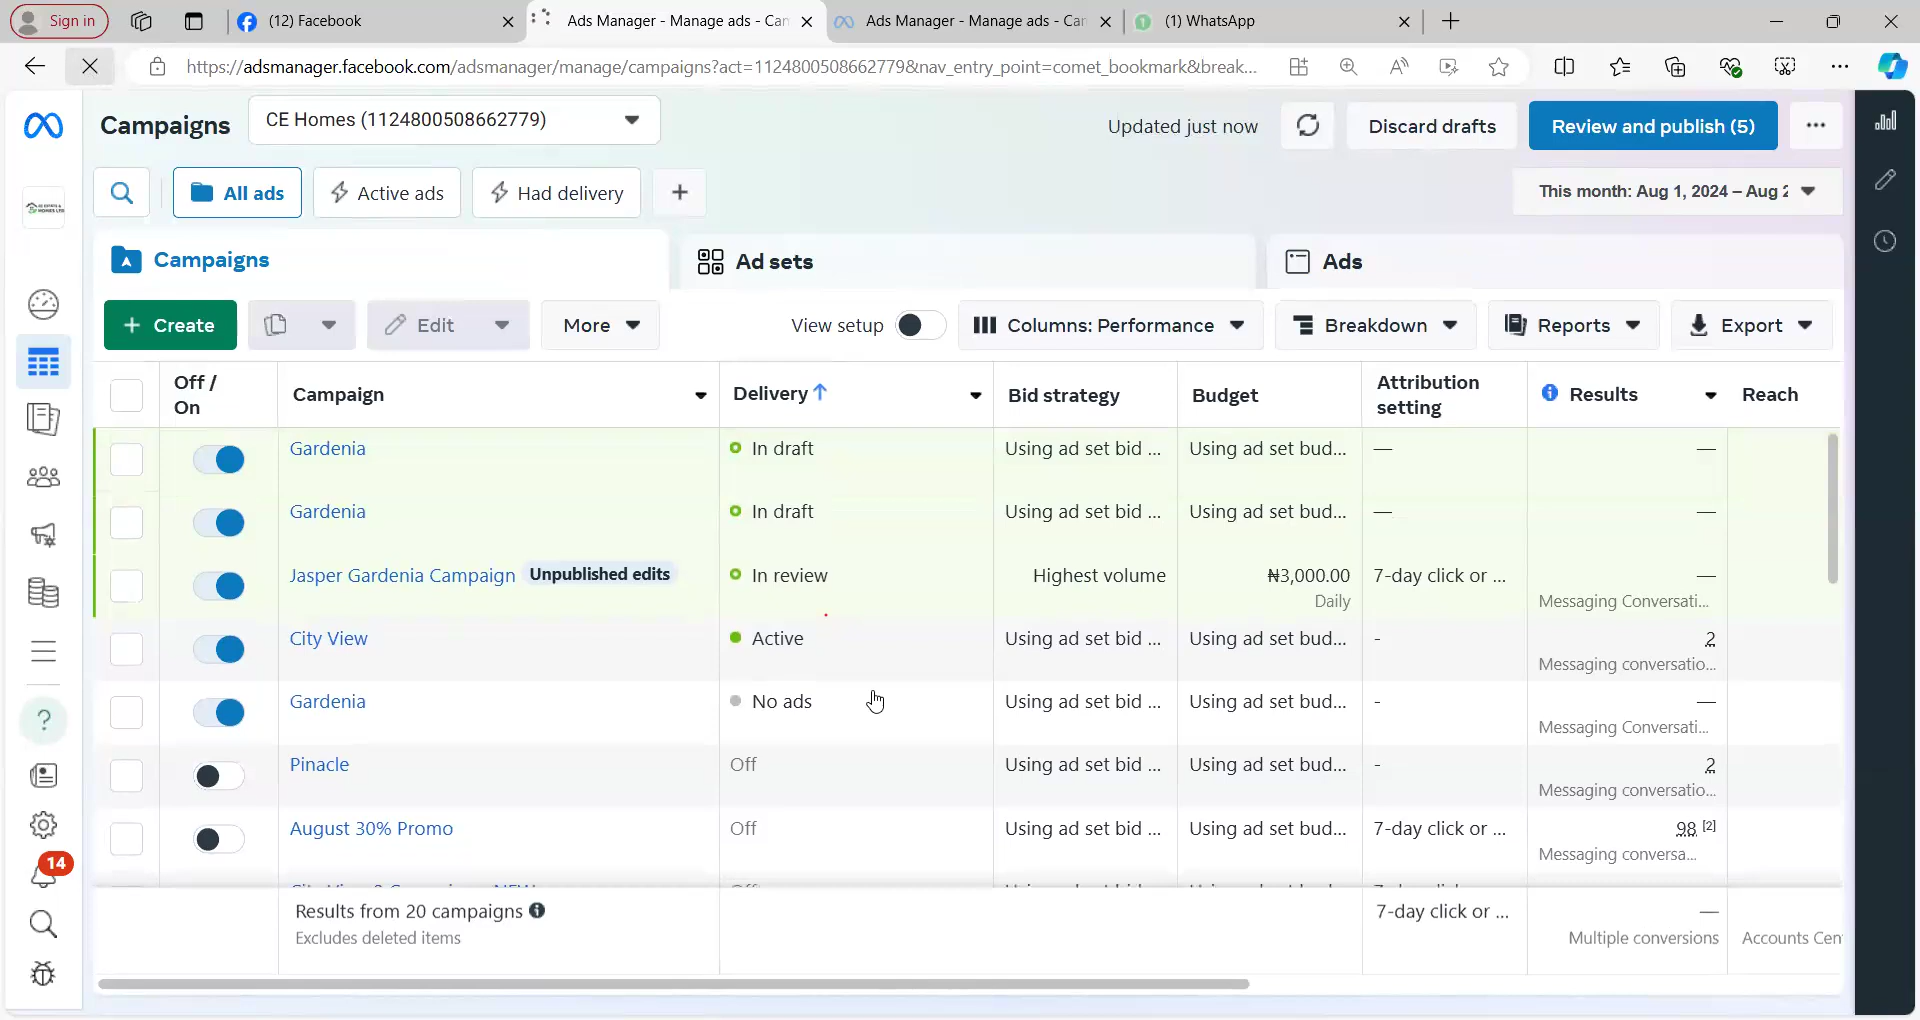 Sign in
(12) Facebook
Ads Manager - Manage ads - Can
Ads Manager - Manage ads - Can
(1) WhatsApp
https://adsmanager.facebook.com/adsmanager/manage/campaigns?act=1124800508662779&nav_entry_point=comet_bookmark&break...
Campaigns
CE Homes (1124800508662779)
Updated just now
Discard drafts
Review and publish (5)
All ads
Active ads
Had delivery
This month: Aug 1, 2024 – Aug 2
Campaigns
Ad sets
Ads
Create
Edit
More
View setup
Columns: Performance
Breakdown
Reports
Export
Off / On
Campaign
Delivery
Bid strategy
Budget
Attribution setting
Results
Reach
Gardenia
In draft
Using ad set bid ...
Using ad set bud...
—
—
Gardenia
In draft
Using ad set bid ...
Using ad set bud...
—
—
Jasper Gardenia Campaign
Unpublished edits
In review
Highest volume
₦3,000.00
Daily
7-day click or ...
—
Messaging Conversati...
City View
Active
Using ad set bid ...
Using ad set bud...
-
2
Messaging conversatio...
Gardenia
No ads
Using ad set bid ...
Using ad set bud...
-
—
Messaging Conversati...
Pinacle
Off
Using ad set bid ...
Using ad set bud...
-
2
Messaging conversatio...
August 30% Promo
Off
Using ad set bid ...
Using ad set bud...
7-day click or ...
98 [2]
Messaging conversa...
14
Results from 20 campaigns
Excludes deleted items
7-day click or ...
—
Multiple conversions
Accounts Cen